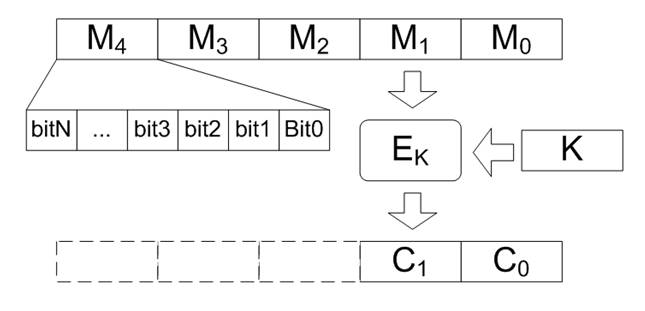 M4 M3 M2 M1 M0
bitN ... bit3 bit2 bit1 Bit0
EK K
C1 C0